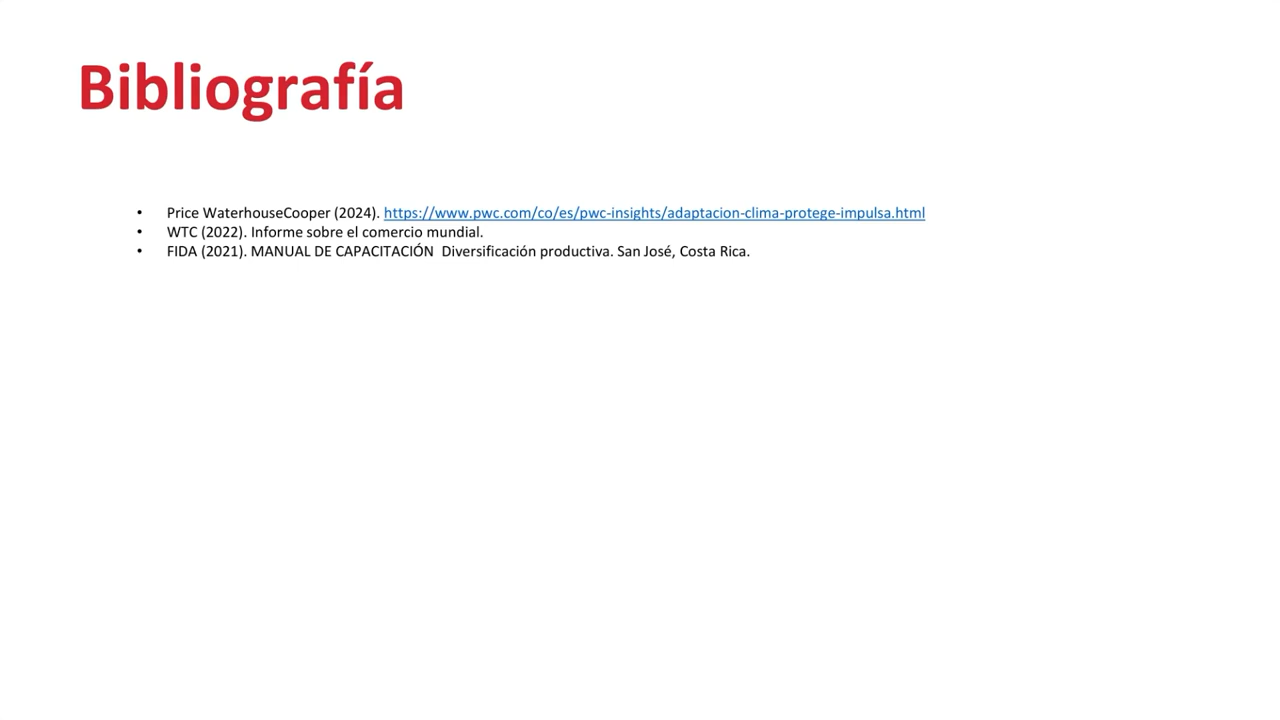 Bibliografía
• Price WaterhouseCooper (2024). https://www.pwc.com/co/es/pwc-insights/adaptacion-clima-protege-impulsa.html
• WTC (2022). Informe sobre el comercio mundial.
• FIDA (2021). MANUAL DE CAPACITACIÓN  Diversificación productiva. San José, Costa Rica.